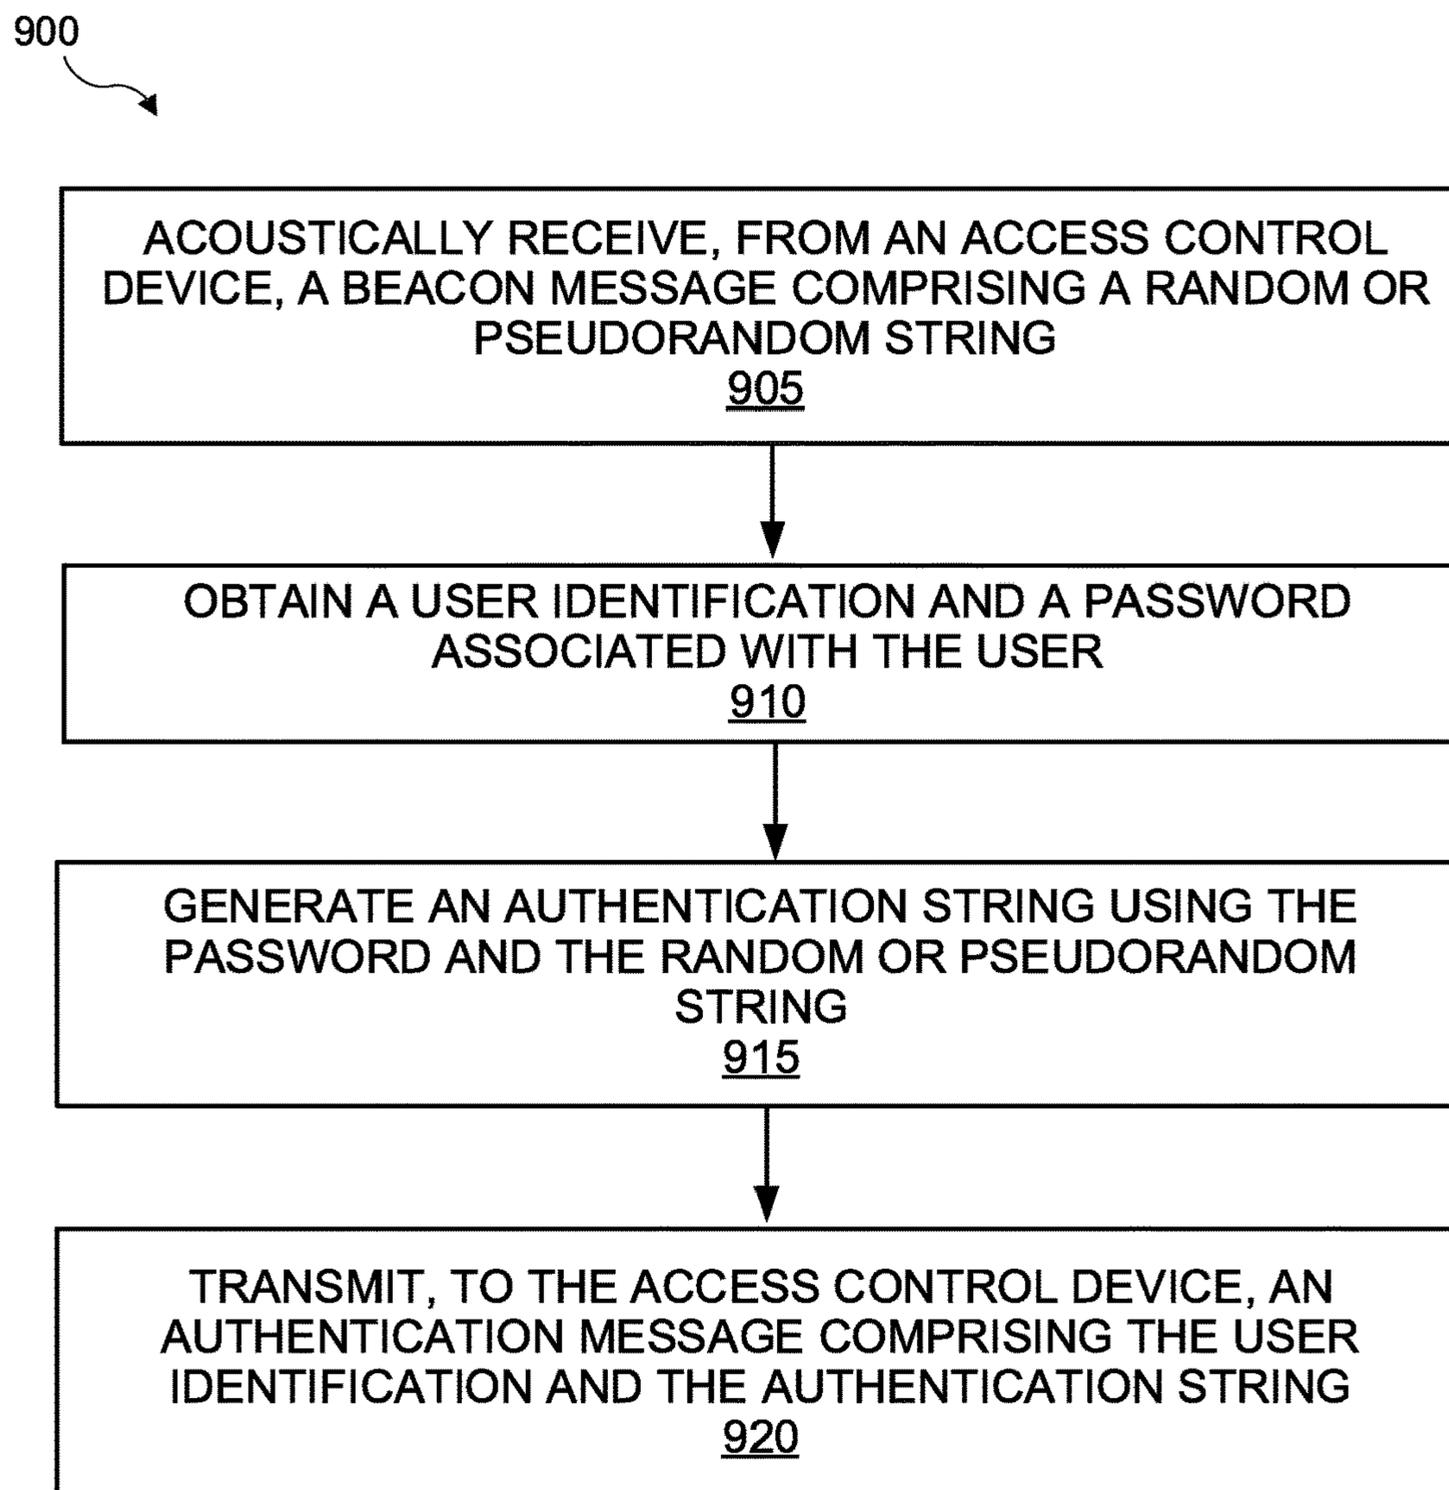 900
ACOUSTICALLY RECEIVE, FROM AN ACCESS CONTROL
DEVICE, A BEACON MESSAGE COMPRISING A RANDOM OR
PSEUDORANDOM STRING
905
OBTAIN A USER IDENTIFICATION AND A PASSWORD
ASSOCIATED WITH THE USER
910
GENERATE AN AUTHENTICATION STRING USING THE
PASSWORD AND THE RANDOM OR PSEUDORANDOM
STRING
915
TRANSMIT, TO THE ACCESS CONTROL DEVICE, AN
AUTHENTICATION MESSAGE COMPRISING THE USER
IDENTIFICATION AND THE AUTHENTICATION STRING
920